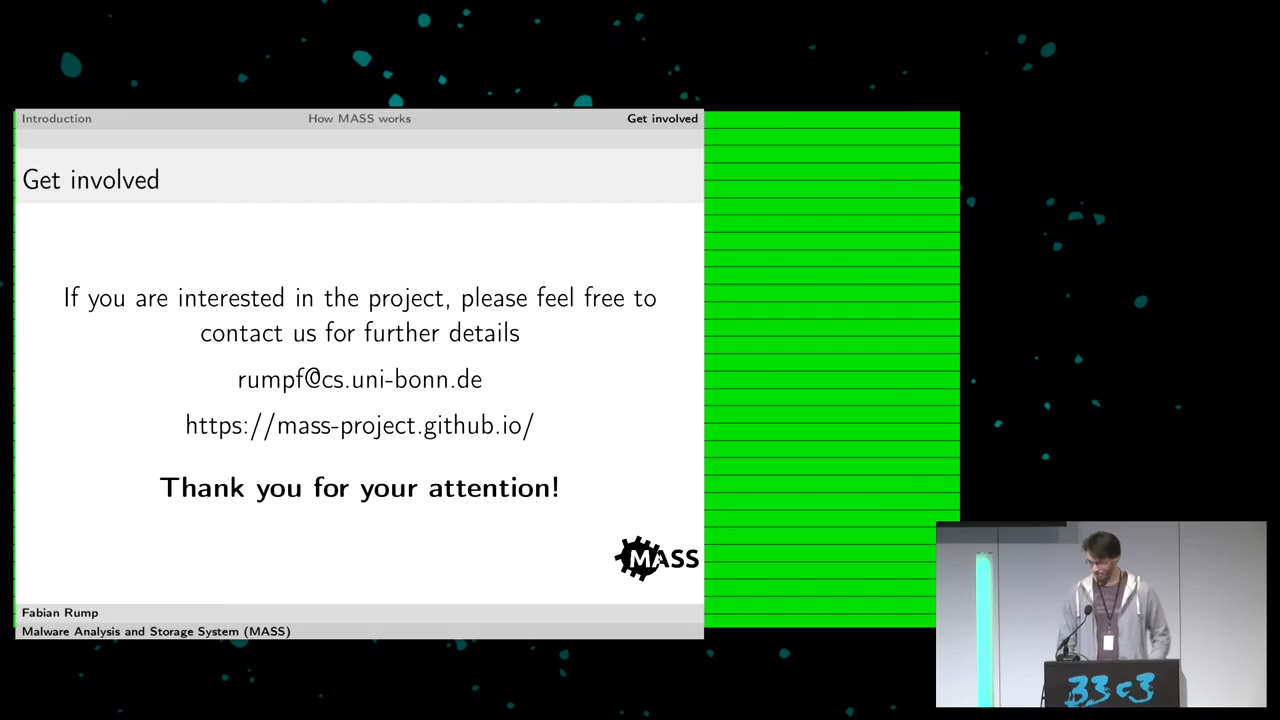 Introduction
How MASS works
Get involved
Get involved
If you are interested in the project, please feel free to
contact us for further details
rumpf@cs.uni-bonn.de
https://mass-project.github.io/
Thank you for your attention!
MASS
Fabian Rump
Malware Analysis and Storage System (MASS)
33c3